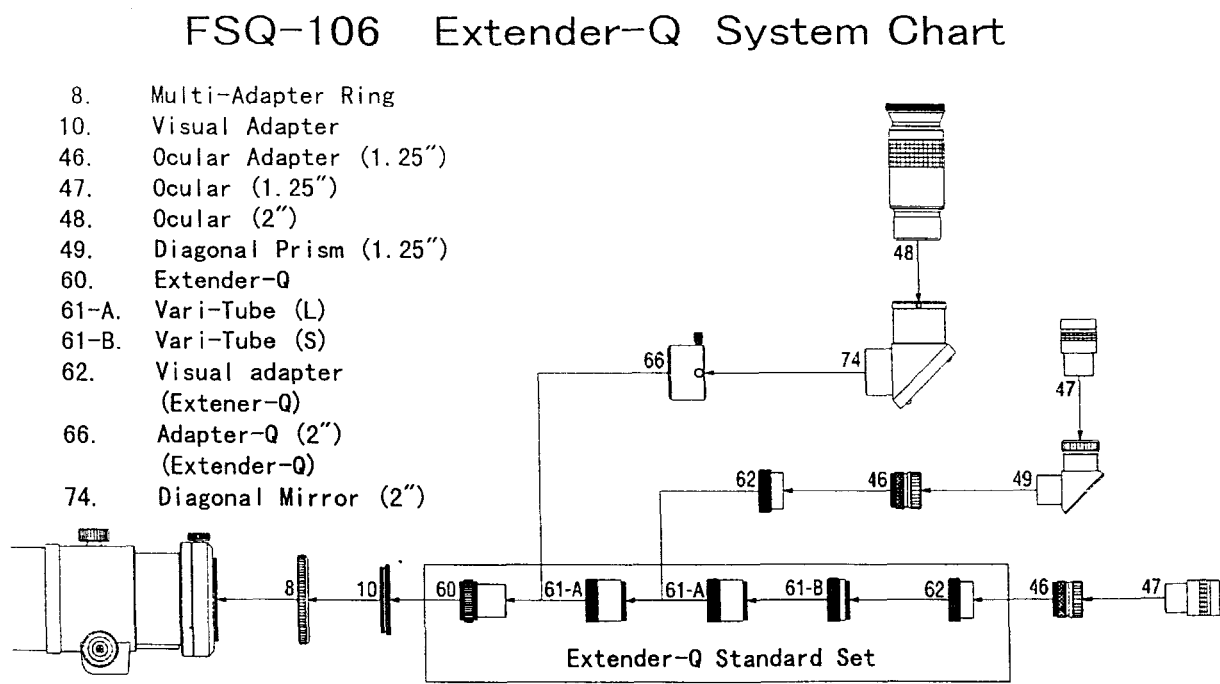 FSQ-106 Extender-Q System Chart
8. Multi-Adapter Ring
10. Visual Adapter
46. Ocular Adapter (1.25″)
47. Ocular (1.25″)
48. Ocular (2″)
49. Diagonal Prism (1.25″)
60. Extender-Q
61-A. Vari-Tube (L)
61-B. Vari-Tube (S)
62. Visual adapter
(Extener-Q)
66. Adapter-Q (2″)
(Extender-Q)
74. Diagonal Mirror (2″)
48
66 74
47
62 46 49
8 10 60 61-A 61-A 61-B 62 46 47
Extender-Q Standard Set